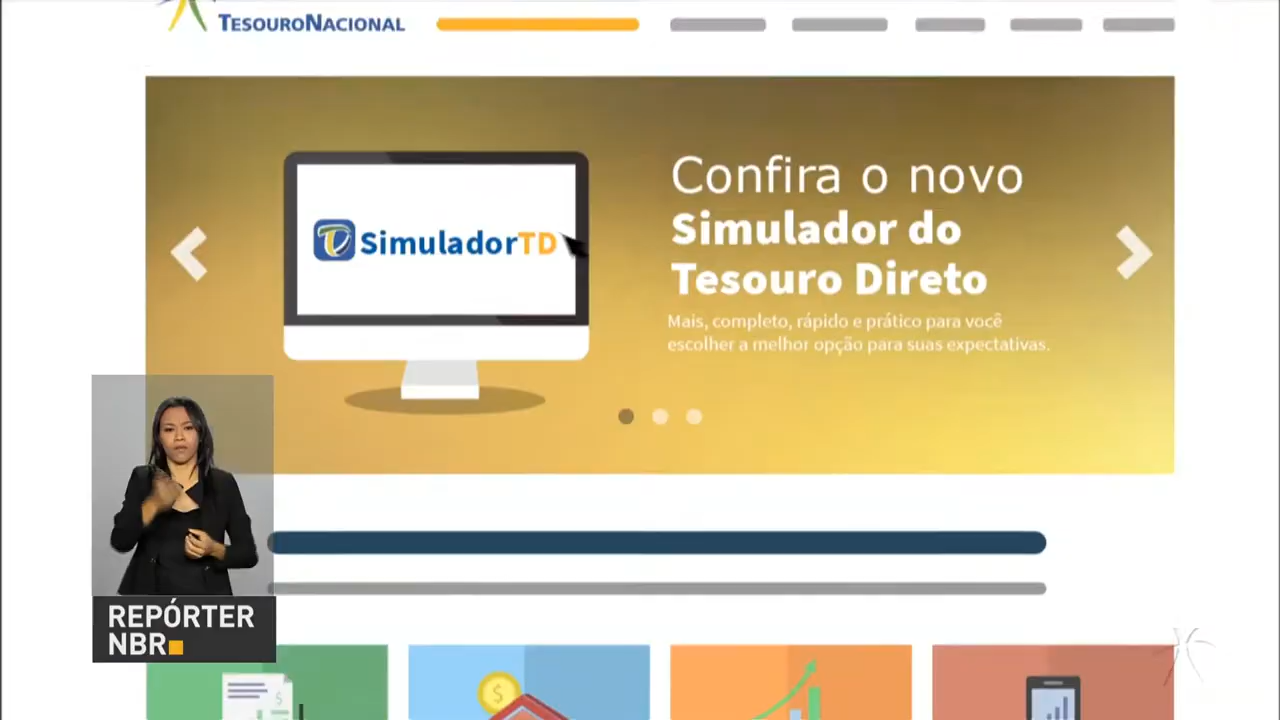 TESOURONACIONAL
SimuladorTD
Confira o novo
Simulador do
Tesouro Direto
Mais, completo, rápido e prático para você
escolher a melhor opção para suas expectativas.
REPÓRTER
NBR
$
$